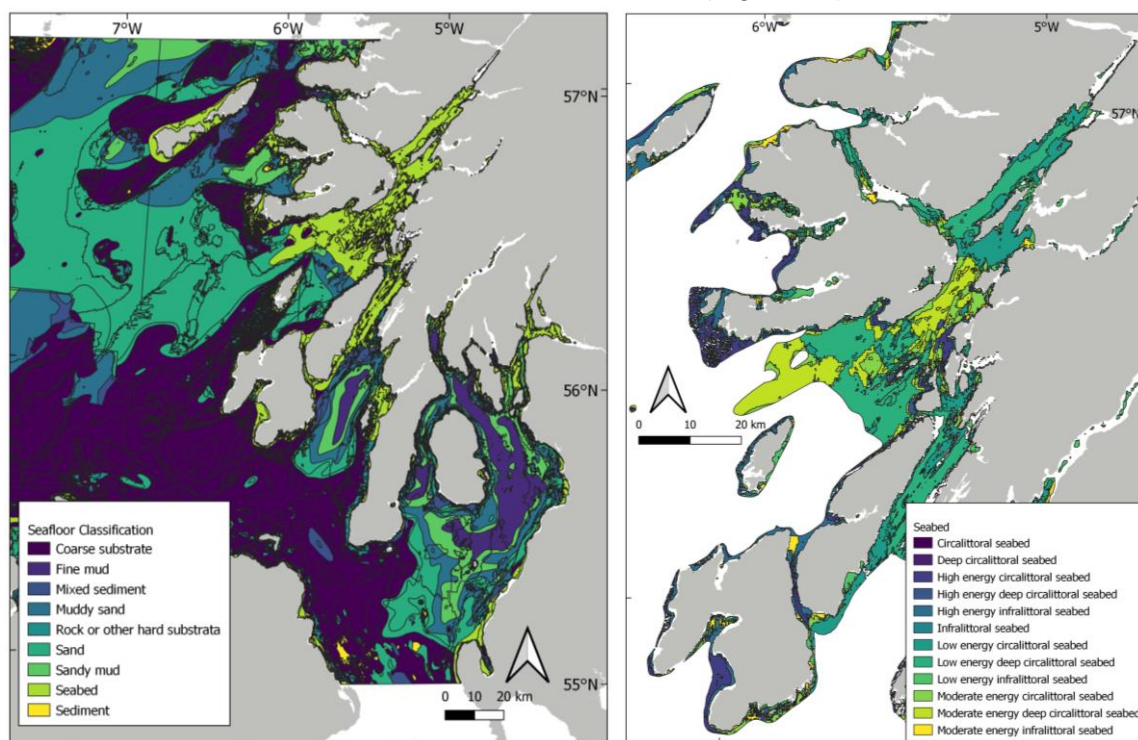 7°W
6°W
5°W
57°N
56°N
55°N
Seafloor Classification
Coarse substrate
Fine mud
Mixed sediment
Muddy sand
Rock or other hard substrata
Sand
Sandy mud
Seabed
Sediment
0 10 20 km
6°W
5°W
57°N
0 10 20 km
Seabed
Circalittoral seabed
Deep circalittoral seabed
High energy circalittoral seabed
High energy deep circalittoral seabed
High energy infralittoral seabed
Infralittoral seabed
Low energy circalittoral seabed
Low energy deep circalittoral seabed
Low energy infralittoral seabed
Moderate energy circalittoral seabed
Moderate energy deep circalittoral seabed
Moderate energy infralittoral seabed